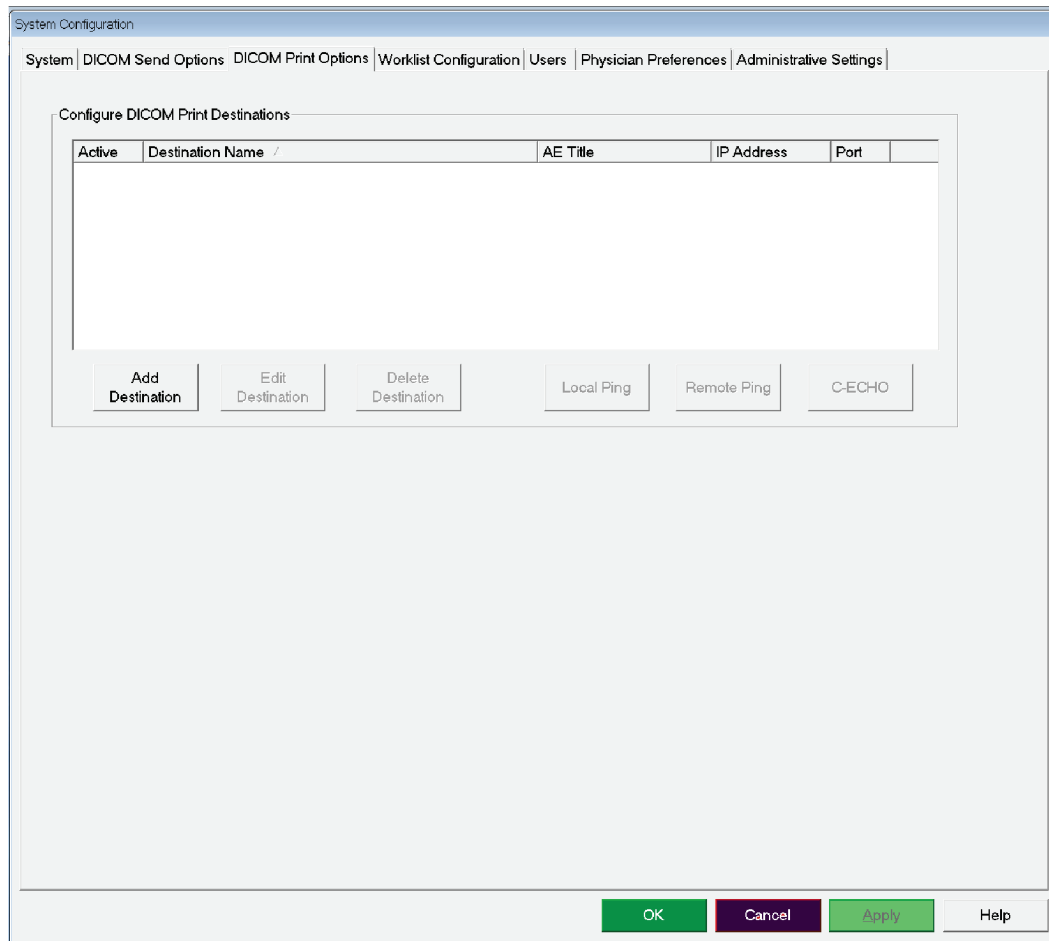 System Configuration
System DICOM Send Options DICOM Print Options Worklist Configuration Users Physician Preferences Administrative Settings
Configure DICOM Print Destinations
Active Destination Name AE Title IP Address Port
Add Destination Edit Destination Delete Destination Local Ping Remote Ping C-ECHO
OK Cancel Apply Help